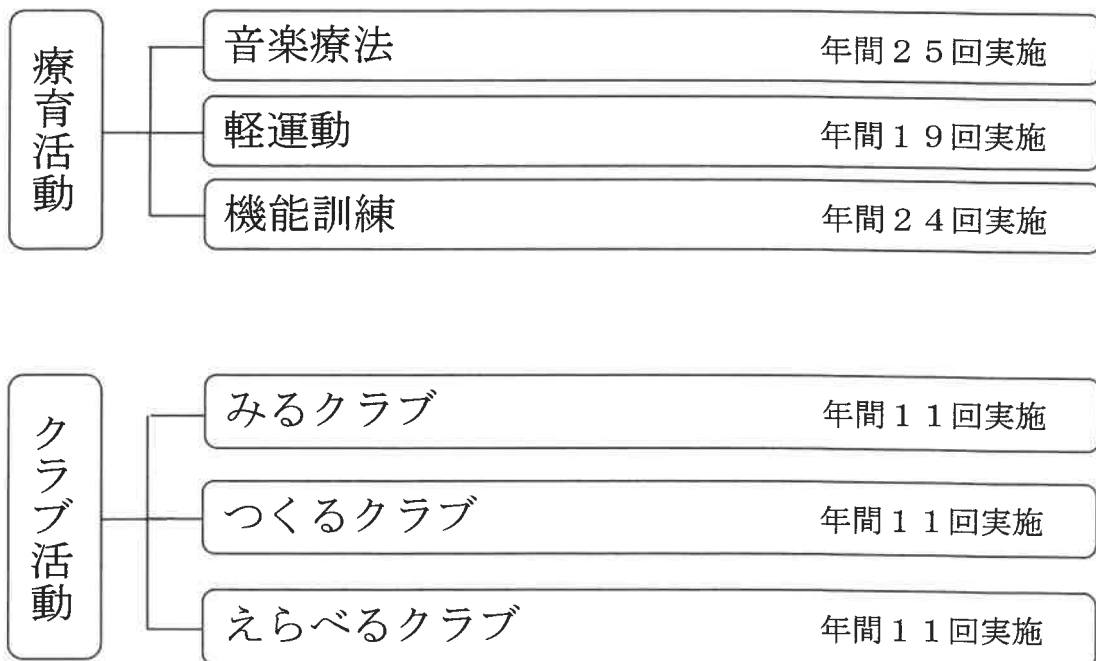 療育活動
音楽療法 年間２５回実施
軽運動 年間１９回実施
機能訓練 年間２４回実施
クラブ活動
みるクラブ 年間１１回実施
つくるクラブ 年間１１回実施
えらべるクラブ 年間１１回実施